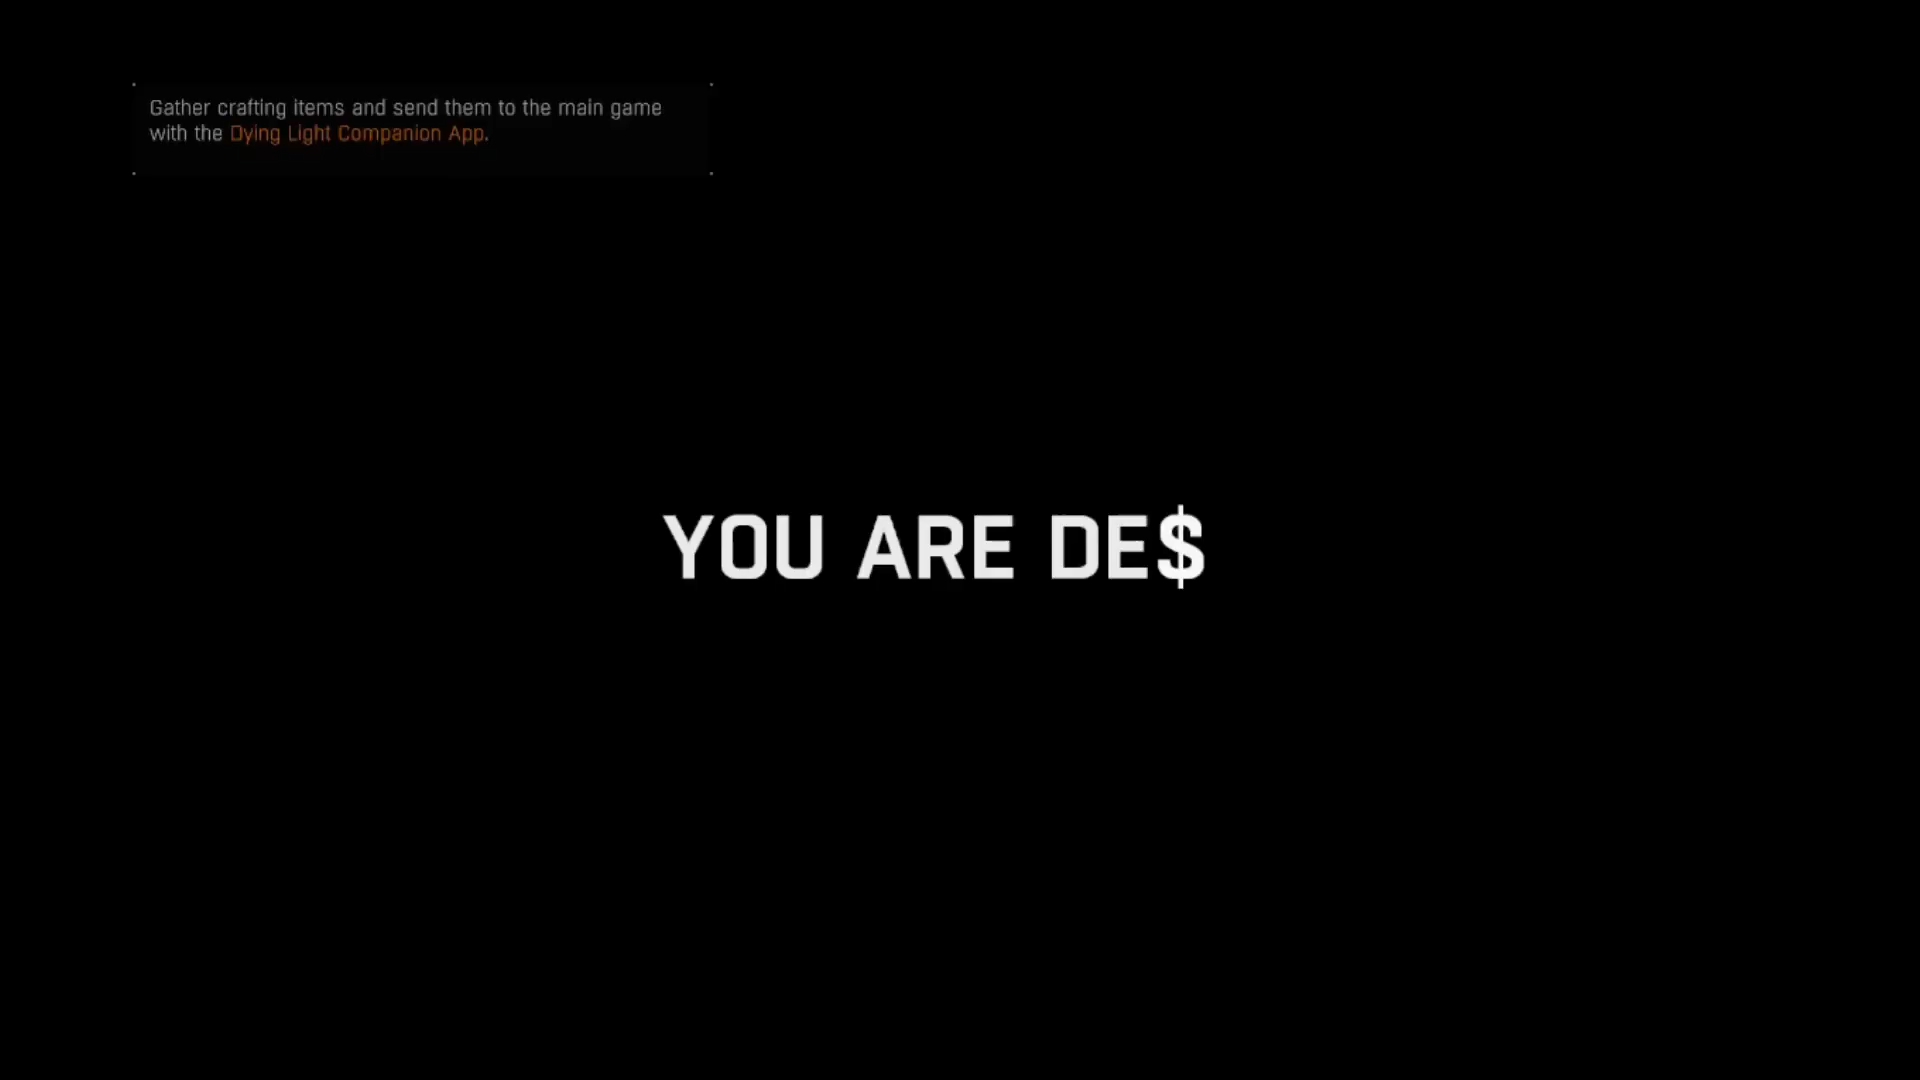 Gather crafting items and send them to the main game
with the Dying Light Companion App.
YOU ARE DE$